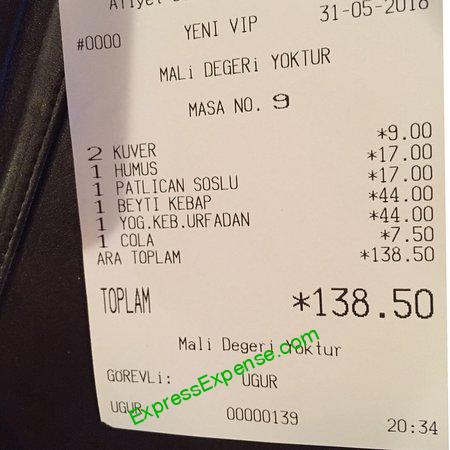 Afiyet
31-05-2018
#0000 YENİ VIP
MALİ DEGERİ YOKTUR
MASA NO. 9
2 KUVER *9.00
1 HUMUS *17.00
1 PATLICAN SOSLU *17.00
1 BEYTI KEBAP *44.00
1 YOG.KEB.URFADAN *44.00
1 COLA *7.50
ARA TOPLAM *138.50
TOPLAM *138.50
Mali Degeri Yoktur
GÖREVLİ: UGUR
UGUR 00000139 20:34
ExpressExpense.com